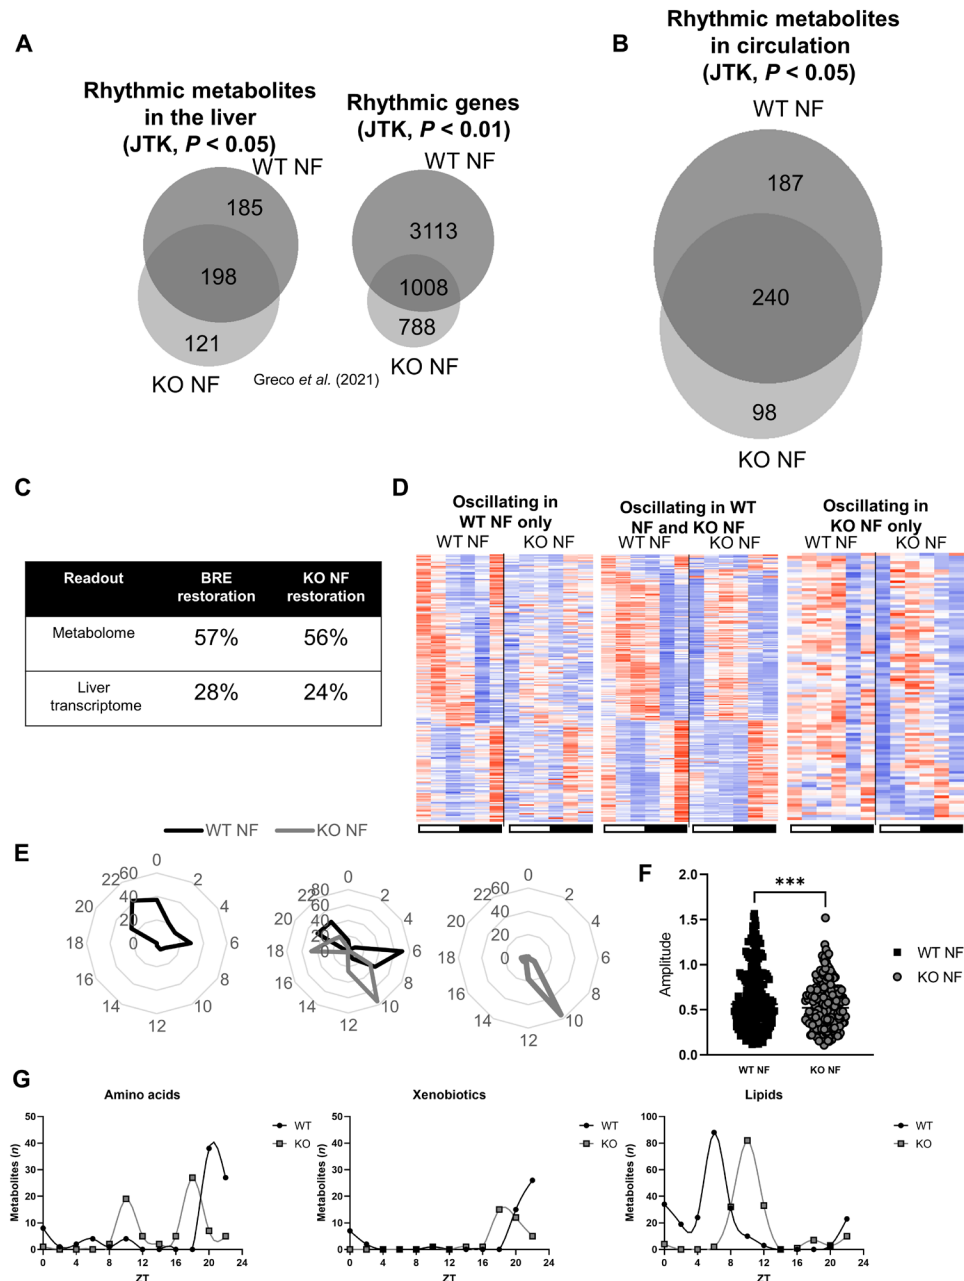 A
Rhythmic metabolites
in the liver
(JTK, P < 0.05)
WT NF
185
198
121
KO NF
Rhythmic genes
(JTK, P < 0.01)
WT NF
3113
1008
788
KO NF
Greco et al. (2021)
B
Rhythmic metabolites
in circulation
(JTK, P < 0.05)
WT NF
187
240
98
KO NF
C
Readout BRE restoration KO NF restoration
Metabolome 57% 56%
Liver transcriptome 28% 24%
D
Oscillating in
WT NF only
WT NF KO NF
Oscillating in WT
NF and KO NF
WT NF KO NF
Oscillating in
KO NF only
WT NF KO NF
WT NF KO NF
E
0
2
4
6
8
10
12
14
16
18
20
22
60
40
20
0
0
2
4
6
8
10
12
14
16
18
20
22
80
60
40
20
0
0
2
4
6
8
10
12
14
16
18
20
22
60
40
20
0
F
***
2.0
1.5
1.0
0.5
0.0
Amplitude
WT NF KO NF
WT NF
KO NF
G
Amino acids
50
40
30
20
10
0
Metabolites (n)
0 4 8 12 16 20 24
ZT
WT
KO
Xenobiotics
50
40
30
20
10
0
Metabolites (n)
0 4 8 12 16 20 24
ZT
WT
KO
Lipids
100
80
60
40
20
0
Metabolites (n)
0 4 8 12 16 20 24
ZT
WT
KO